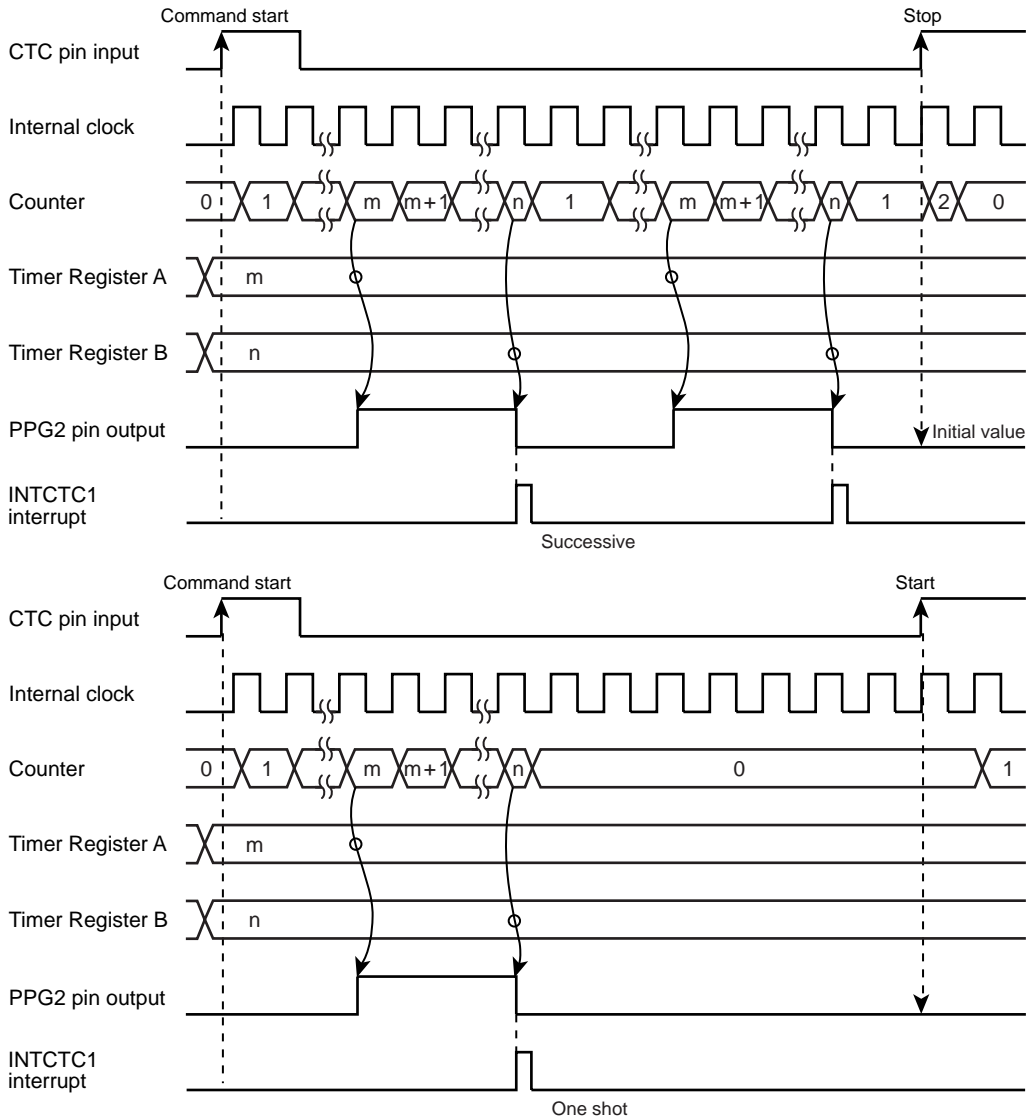 Command start Stop
CTC pin input
Internal clock
Counter 0 1 m m+1 n 1 m m+1 n 1 2 0
Timer Register A m
Timer Register B n
PPG2 pin output Initial value
INTCTC1
interrupt
Successive
Command start Start
CTC pin input
Internal clock
Counter 0 1 m m+1 n 0 1
Timer Register A m
Timer Register B n
PPG2 pin output
INTCTC1
interrupt
One shot